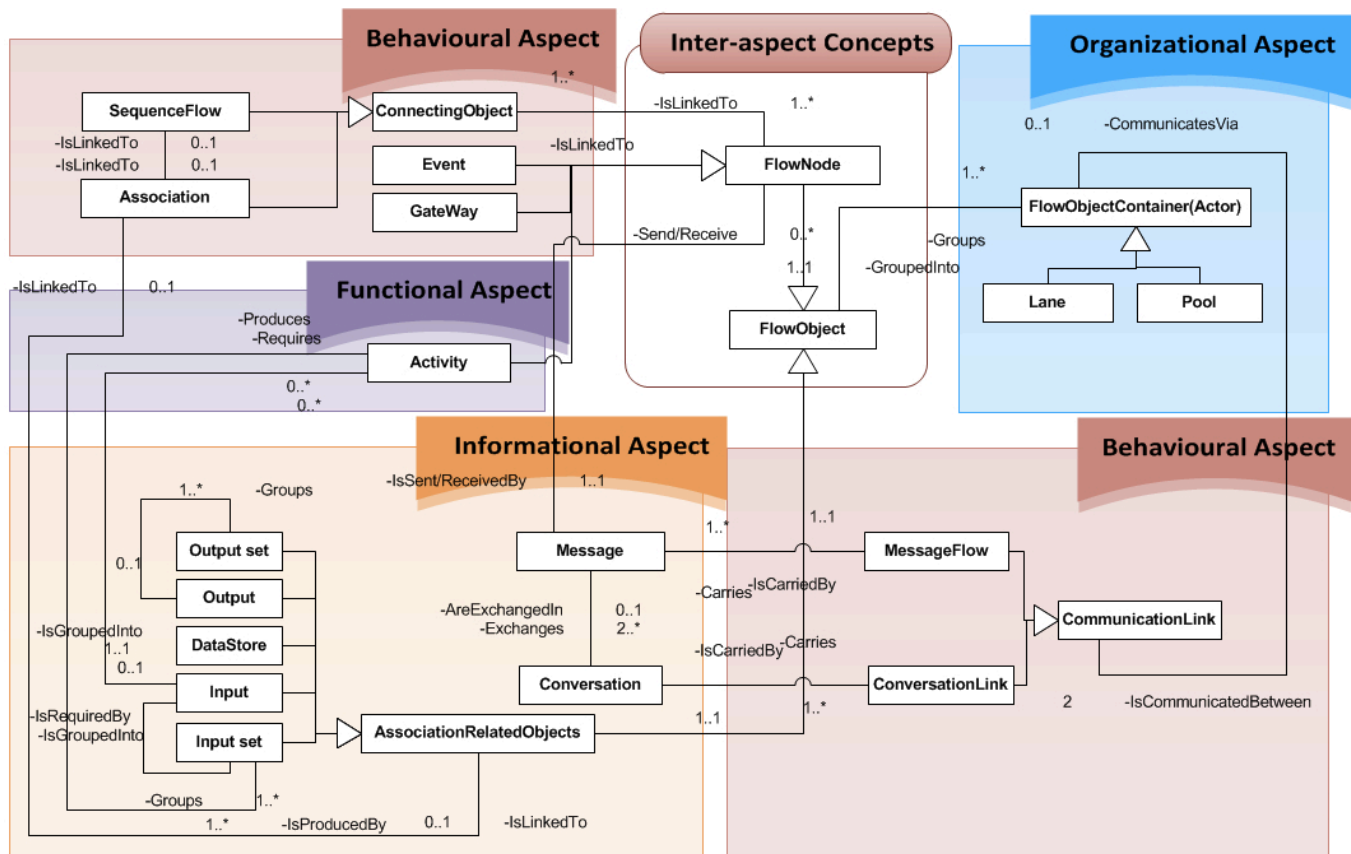 Behavioural Aspect
Inter-aspect Concepts
Organizational Aspect
1..*
SequenceFlow
ConnectingObject
-IsLinkedTo
1..*
0..1
-CommunicatesVia
-IsLinkedTo
0..1
-IsLinkedTo
0..1
-IsLinkedTo
Event
FlowNode
1..*
Association
GateWay
FlowObjectContainer(Actor)
-Send/Receive
0..*
-Groups
1..1
-GroupedInto
-IsLinkedTo
0..1
Functional Aspect
Lane
Pool
-Produces
-Requires
FlowObject
Activity
0..*
0..*
Informational Aspect
Behavioural Aspect
-IsSent/ReceivedBy
1..1
1..*
-Groups
1..*
1..1
Output set
Message
MessageFlow
0..1
Output
-Carries
-IsCarriedBy
-AreExchangedIn
0..1
-Exchanges
2..*
CommunicationLink
-IsGroupedInto
1..1
DataStore
-Carries
-IsCarriedBy
0..1
Input
Conversation
ConversationLink
2
-IsCommunicatedBetween
-IsRequiredBy
-IsGroupedInto
1..1
1..*
Input set
AssociationRelatedObjects
-Groups
1..*
1..*
-IsProducedBy
0..1
-IsLinkedTo